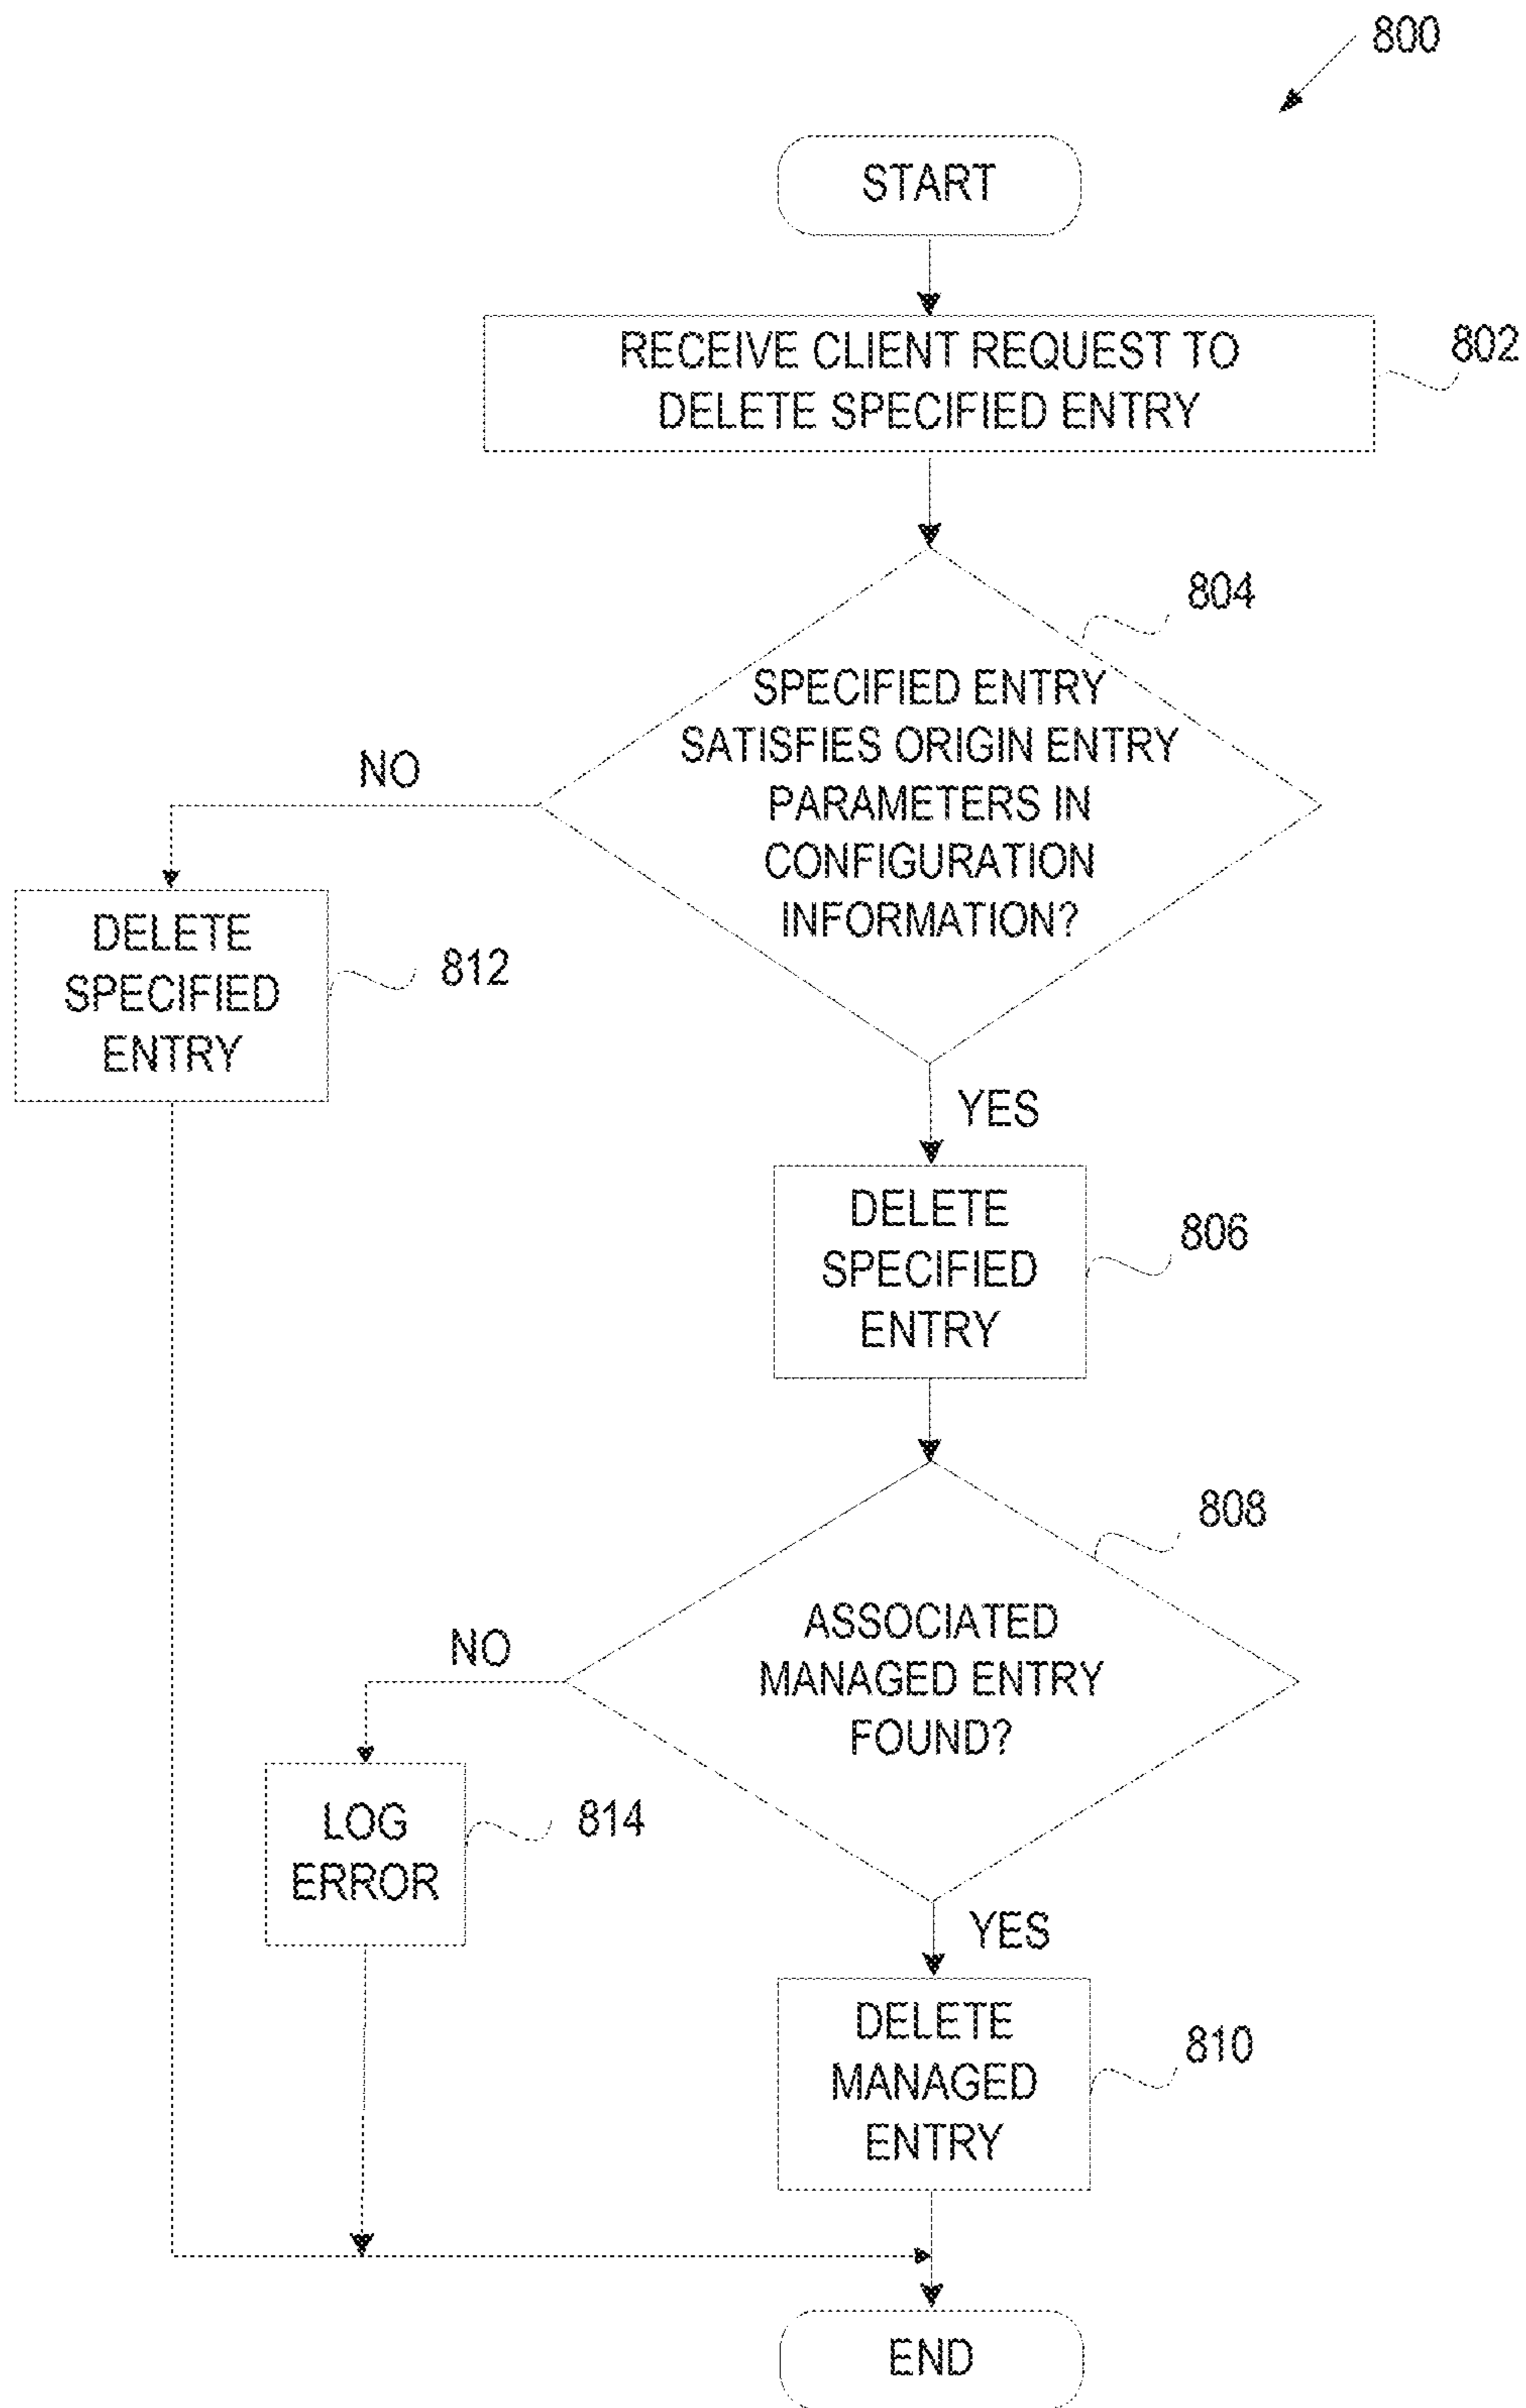 800
START
RECEIVE CLIENT REQUEST TO
DELETE SPECIFIED ENTRY
802
804
SPECIFIED ENTRY
SATISFIES ORIGIN ENTRY
PARAMETERS IN
CONFIGURATION
INFORMATION?
NO
DELETE
SPECIFIED
ENTRY
812
YES
DELETE
SPECIFIED
ENTRY
806
808
ASSOCIATED
MANAGED ENTRY
FOUND?
NO
LOG
ERROR
814
YES
DELETE
MANAGED
ENTRY
810
END